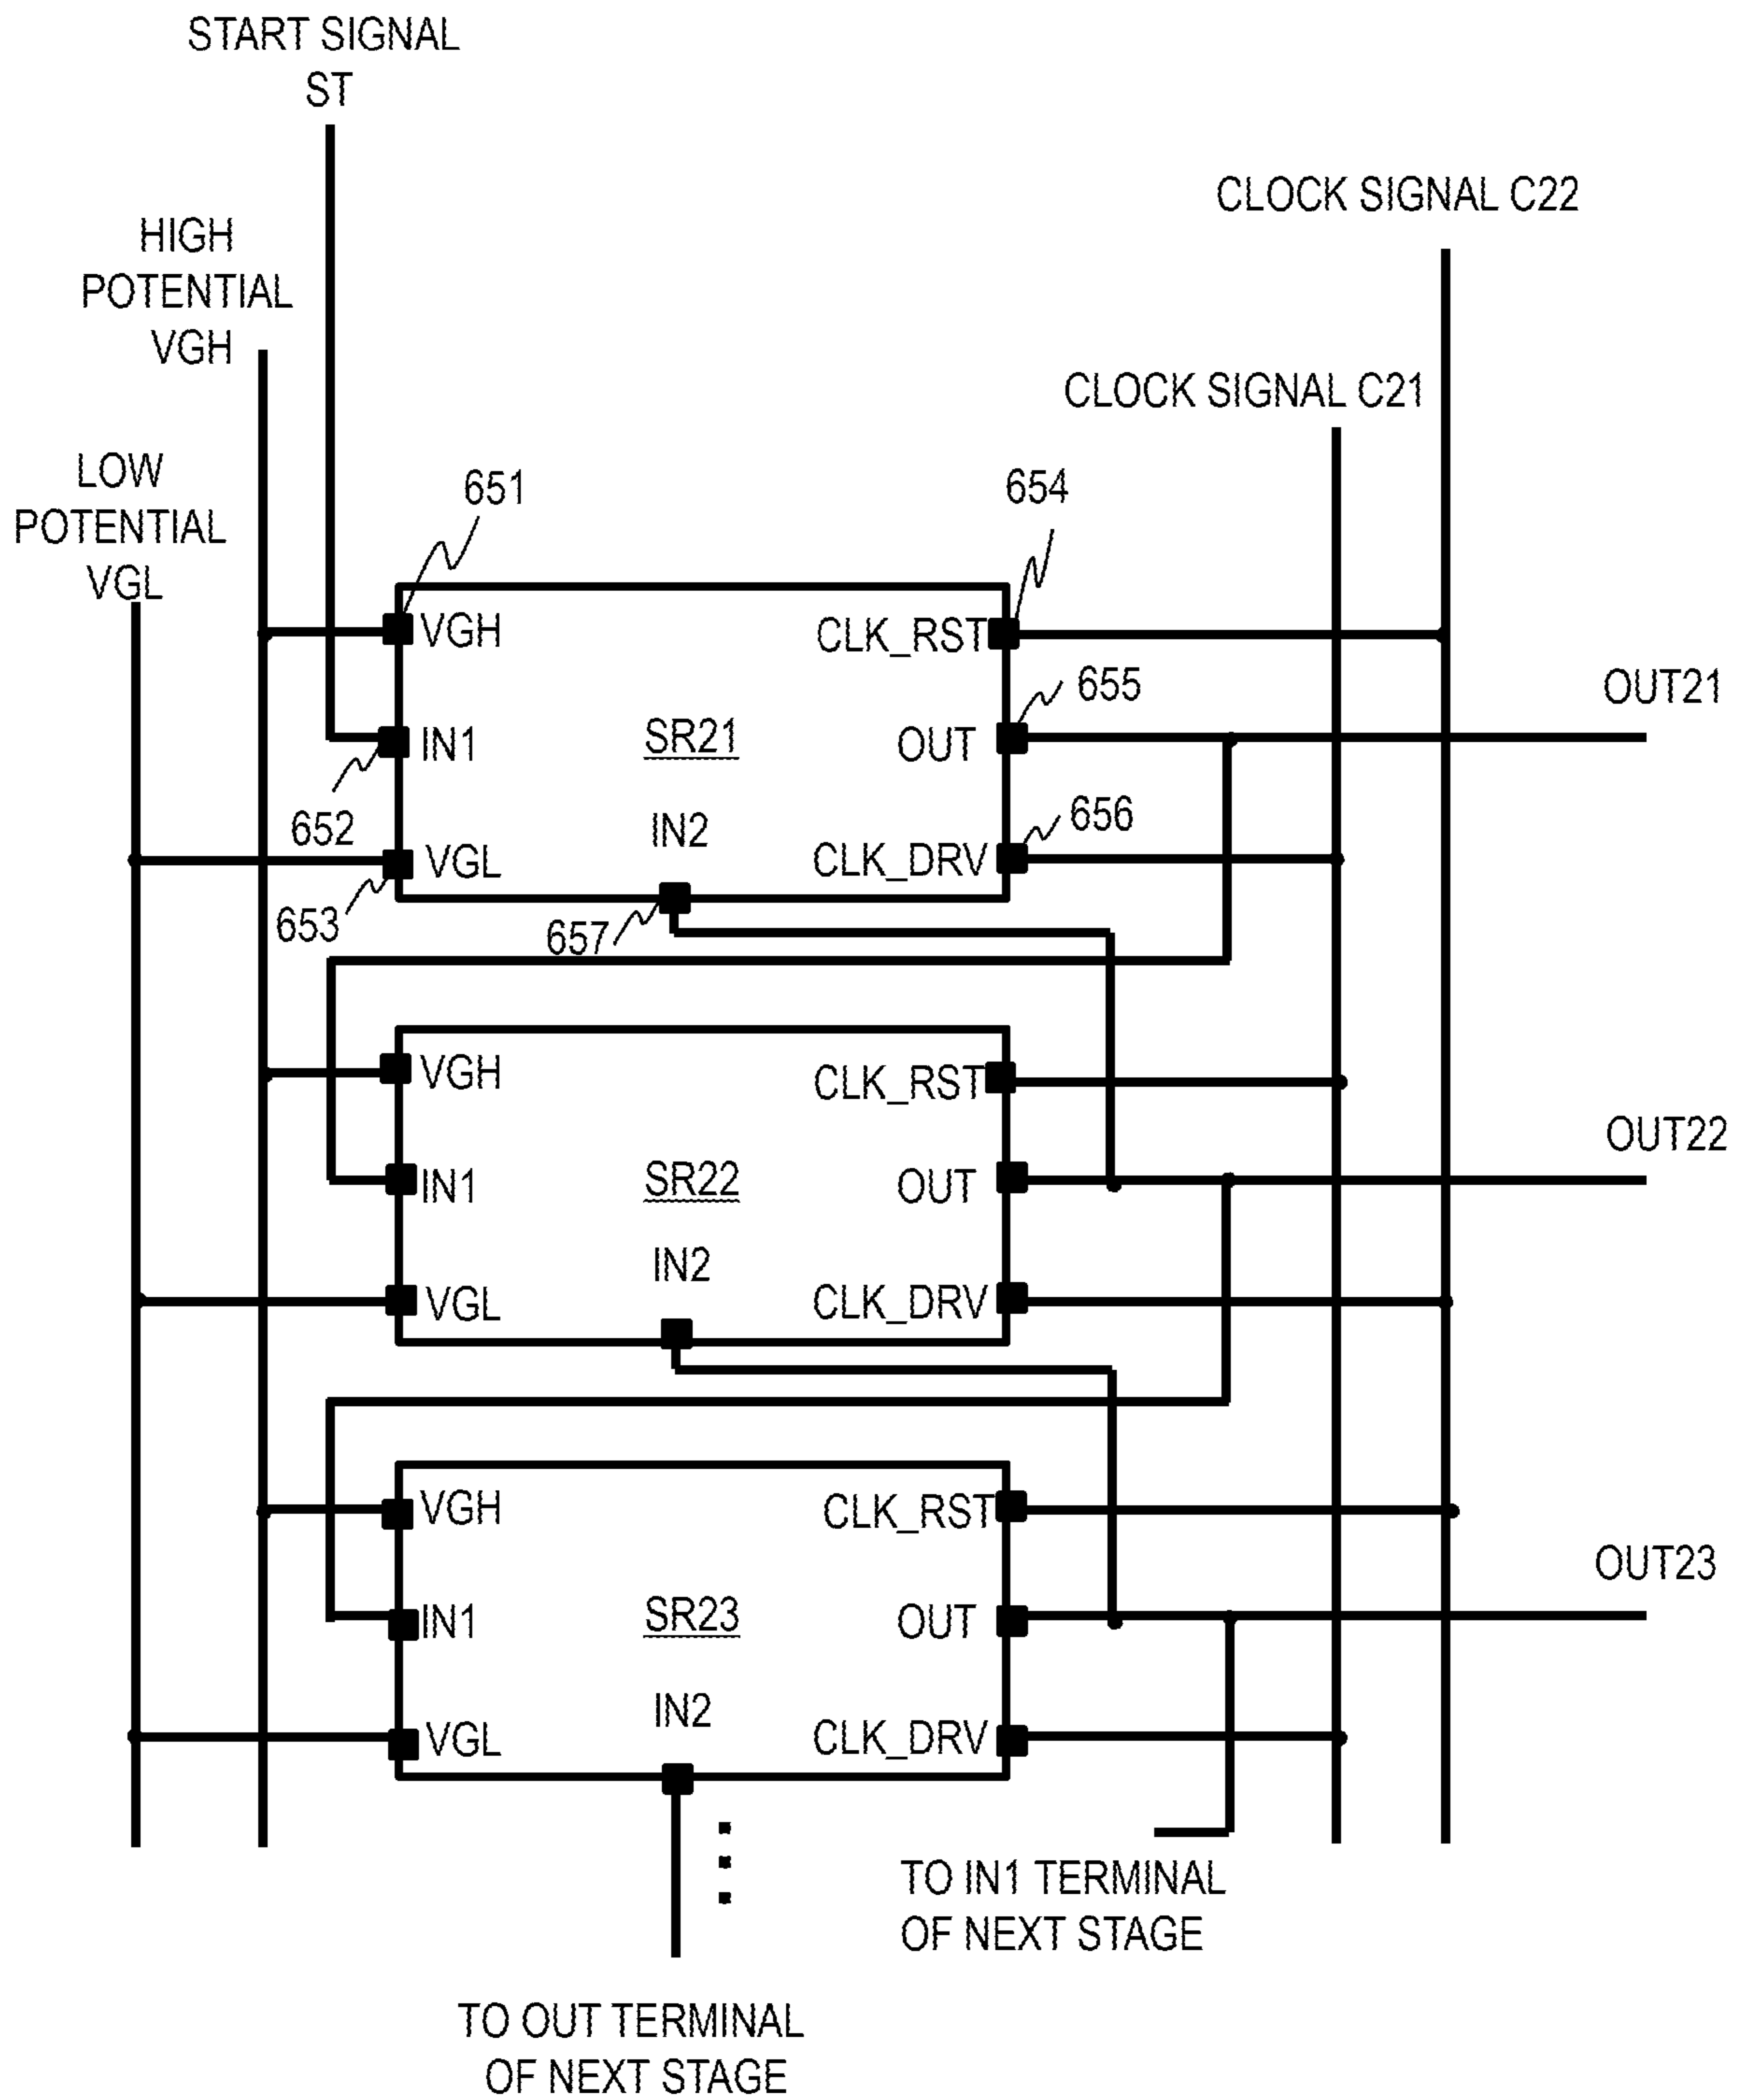 START SIGNAL
ST
CLOCK SIGNAL C22
HIGH
POTENTIAL
VGH
CLOCK SIGNAL C21
LOW
POTENTIAL
VGL
651
654
VGH
CLK_RST
655
OUT21
IN1
SR21
OUT
652
IN2
656
VGL
CLK_DRV
653
657
VGH
CLK_RST
OUT22
IN1
SR22
OUT
IN2
VGL
CLK_DRV
VGH
CLK_RST
OUT23
IN1
SR23
OUT
IN2
VGL
CLK_DRV
TO IN1 TERMINAL
OF NEXT STAGE
TO OUT TERMINAL
OF NEXT STAGE